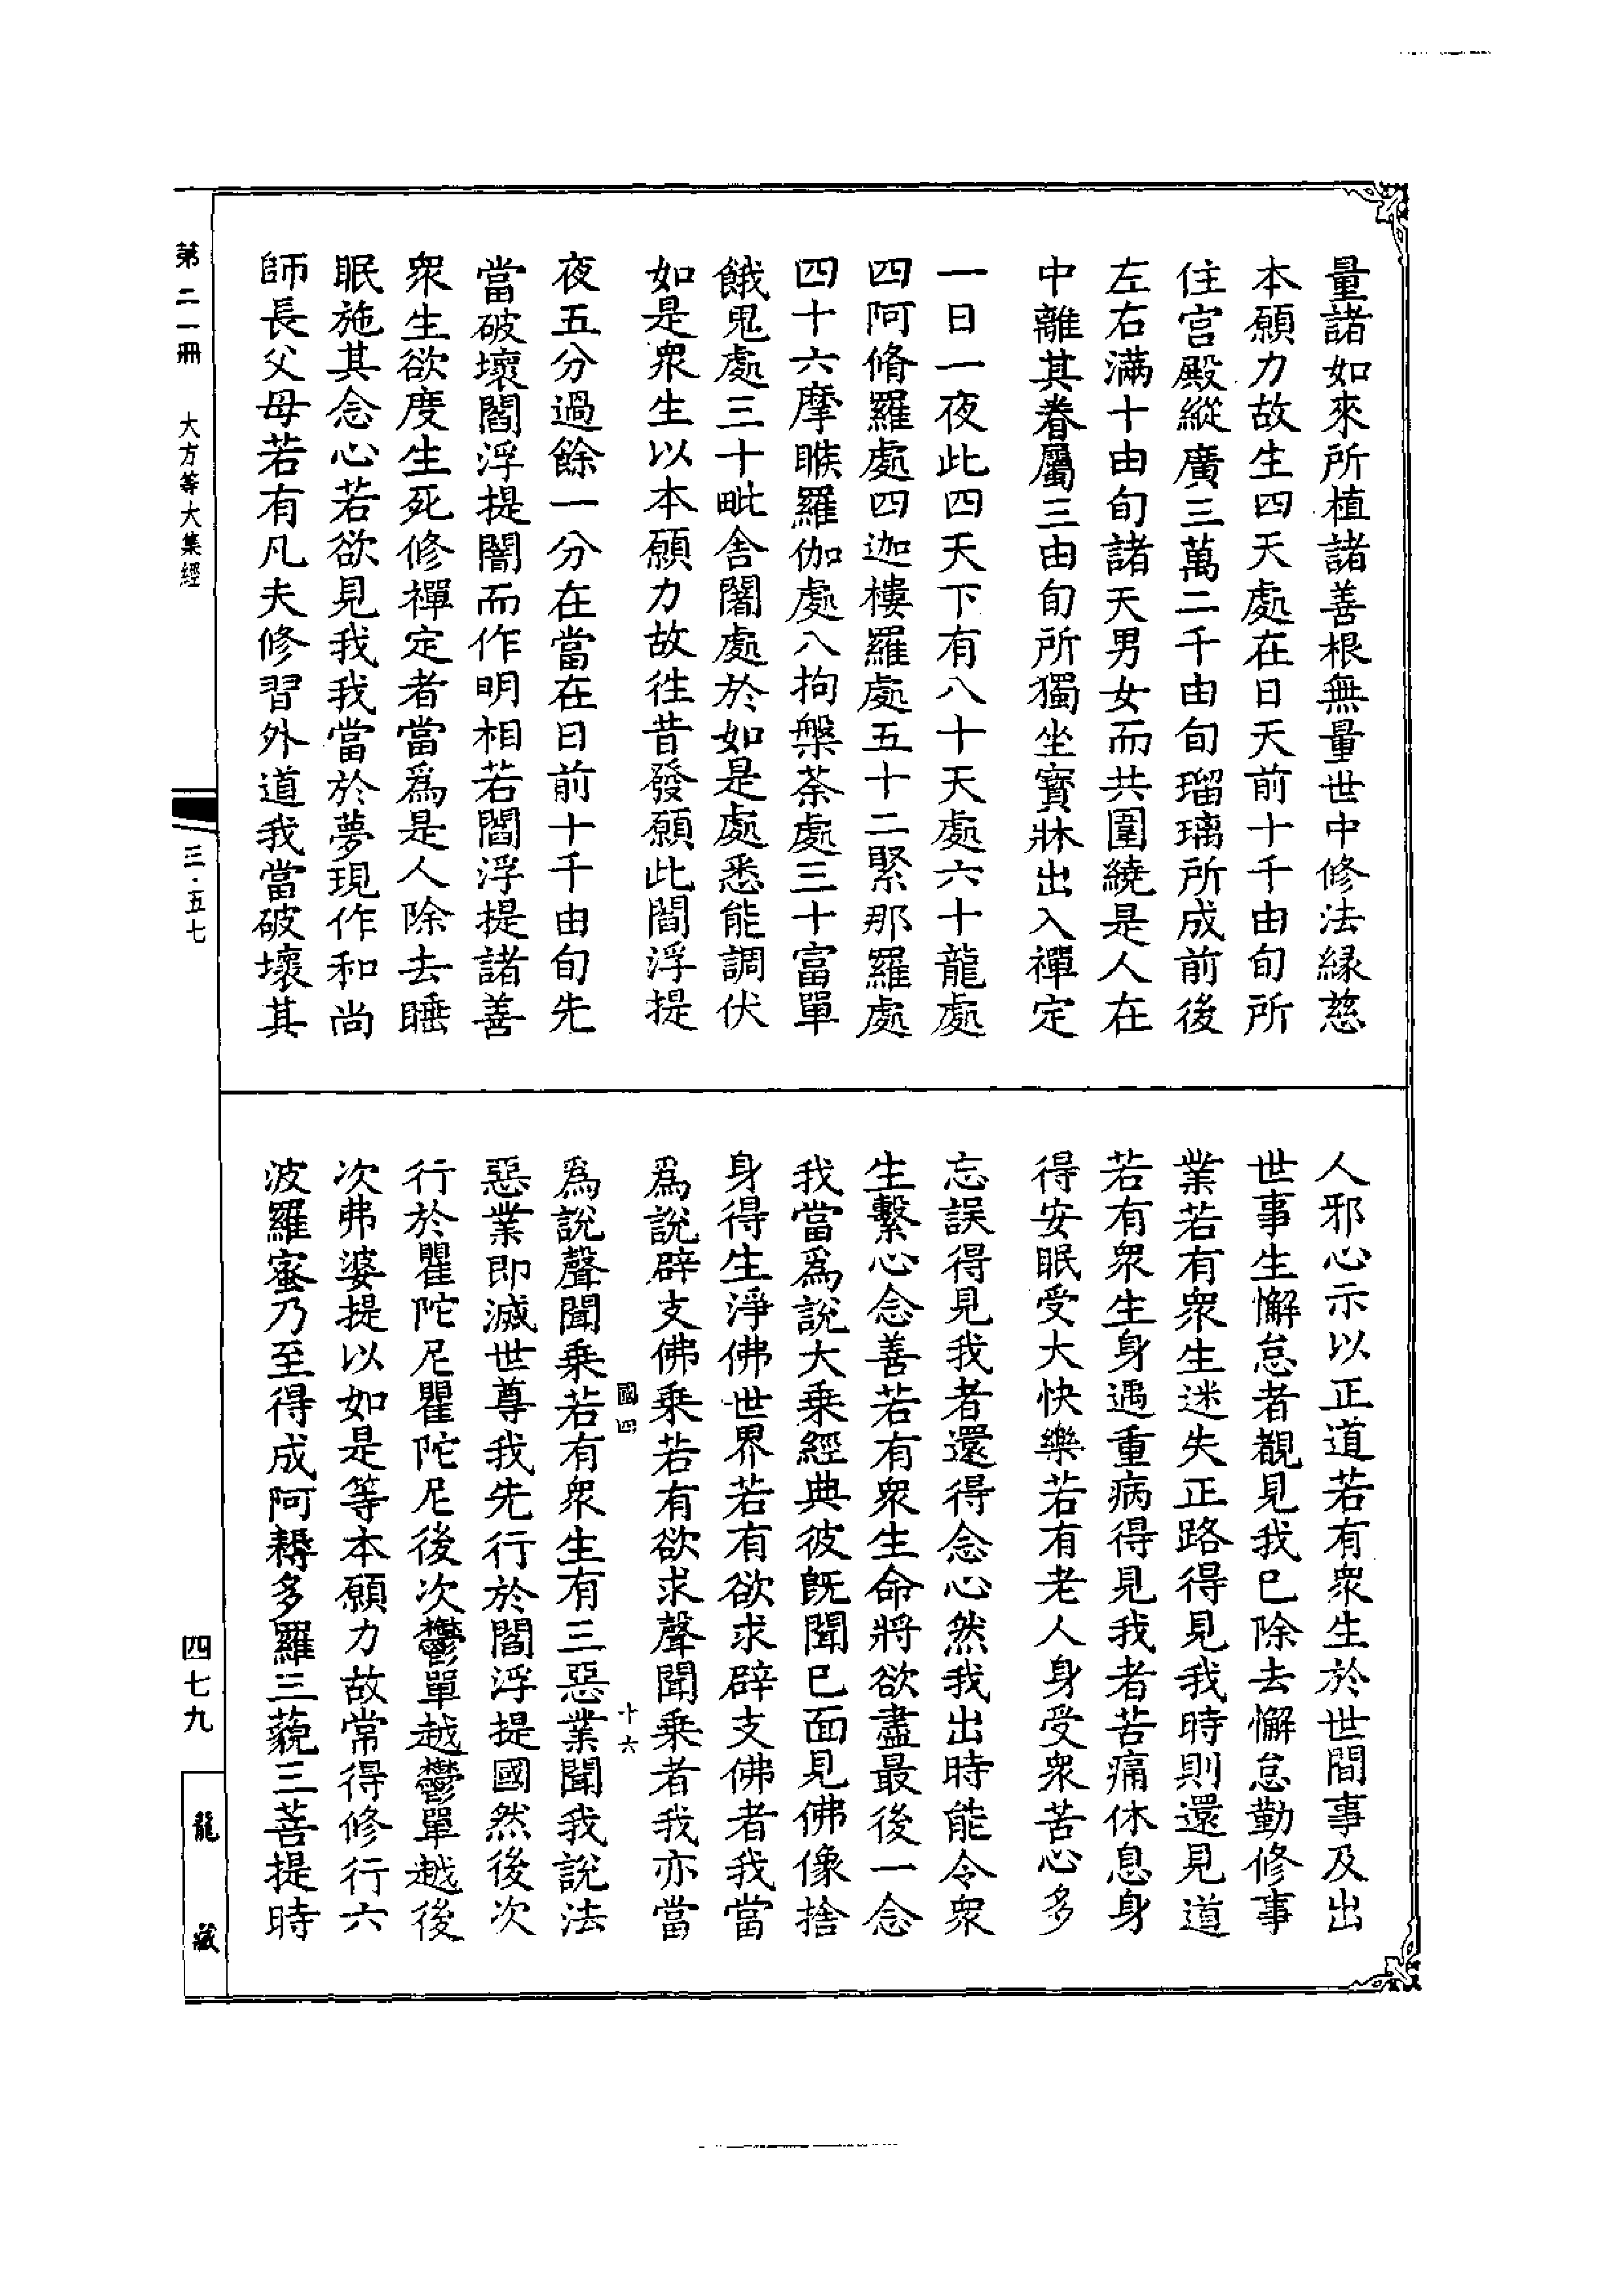 量諸如來所植諸善根無量世中修法緣慈
本願力故生四天處在日天前十千由旬所
住宮殿縱廣三萬二千由旬瑠璃所成前後
左右滿十由旬諸天男女而共圍繞是人在
中離其眷屬三由旬所獨坐寶牀出入禪定
一日一夜此四天下有八十天處六十龍處
四阿脩羅處四迦樓羅處五十二緊那羅處
四十六摩睺羅伽處八拘槃荼處三十富單
餓鬼處三十毗舍闍處於如是處悉能調伏
如是衆生以本願力故往昔發願此閻浮提
夜五分過餘一分在當在日前十千由旬先
當破壞閻浮提闇而作明相若閻浮提諸善
衆生欲度生死修禪定者當爲是人除去睡
眠施其念心若欲見我我當於夢現作和尚
師長父母若有凡夫修習外道我當破壞其
人邪心示以正道若有衆生於世間事及出
世事生懈怠者覩見我已除去懈怠勤修事
業若有衆生迷失正路得見我時則還見道
若有衆生身遇重病得見我者苦痛休息身
得安眠受大快樂若有老人身受衆苦心多
忘誤得見我者還得念心然我出時能令衆
生繫心念善若有衆生命將欲盡最後一念
我當爲說大乗經典彼旣聞已面見佛像捨
身得生淨佛世界若有欲求辟支佛者我當
爲說辟支佛乗若有欲求聲聞乗者我亦當
國四 十六
爲說聲聞乗若有衆生有三惡業聞我說法
惡業即滅世尊我先行於閻浮提國然後次
行於瞿陀尼瞿陀尼後次鬱單越鬱單越後
次弗婆提以如是等本願力故常得修行六
波羅蜜乃至得成阿耨多羅三藐三菩提時
第二一冊 大方等大集經 三·五七 四七九 龍藏